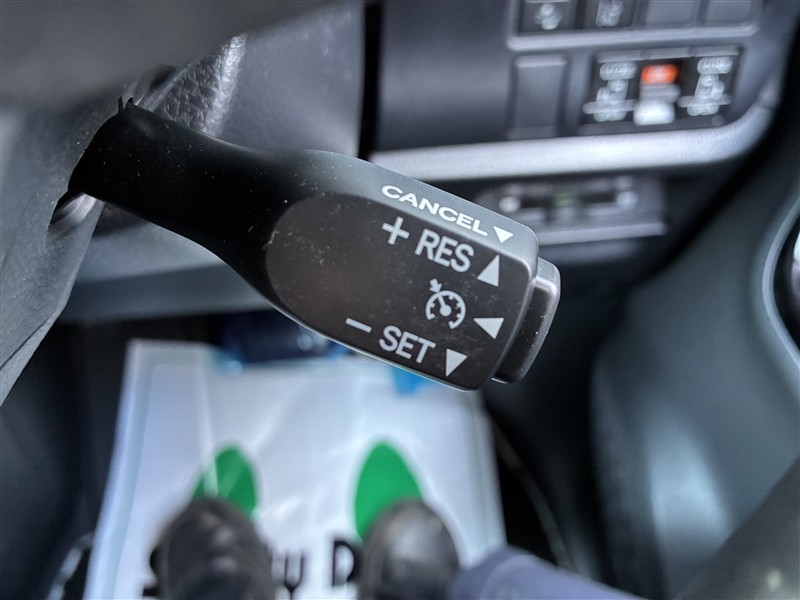 CANCEL▼
+ RES ▲
◀
− SET ▼